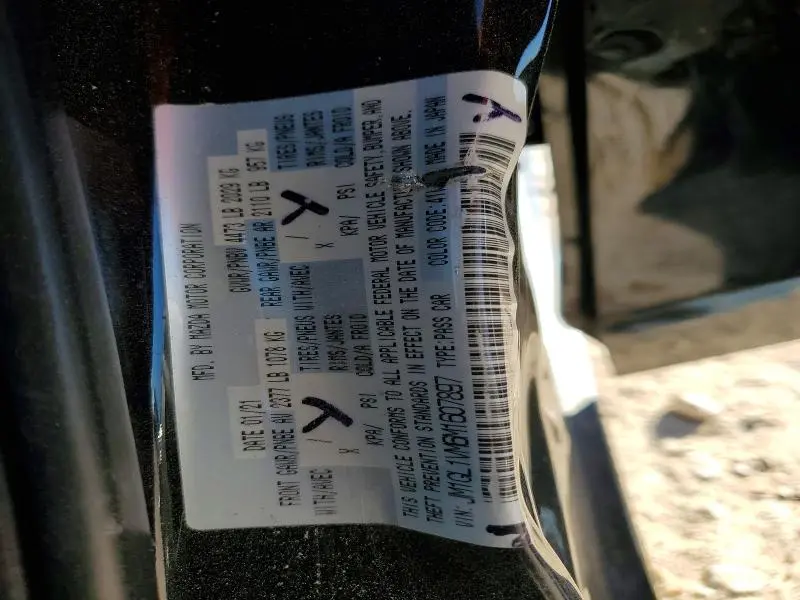 MFD. BY MAZDA MOTOR CORPORATION
DATE 01/21 GVWR/PNBV 4473 LB 2029 KG
FRONT GAWR/PNBE AV 2377 LB 1078 KG REAR GAWR/PNBE AR 2110 LB 957 KG
WITH/AVEC / TIRES/PNEUS WITH/AVEC / TIRES/PNEUS
X RIMS/JANTES X RIMS/JANTES
KPA/ PSI COLD/A FROID KPA/ PSI COLD/A FROID
THIS VEHICLE CONFORMS TO ALL APPLICABLE FEDERAL MOTOR VEHICLE SAFETY, BUMPER, AND
THEFT PREVENTION STANDARDS IN EFFECT ON THE DATE OF MANUFACTURE SHOWN ABOVE.
VIN: JM1GL1VM6M1607897 TYPE:PASS CAR COLOR CODE:41 MADE IN JAPAN